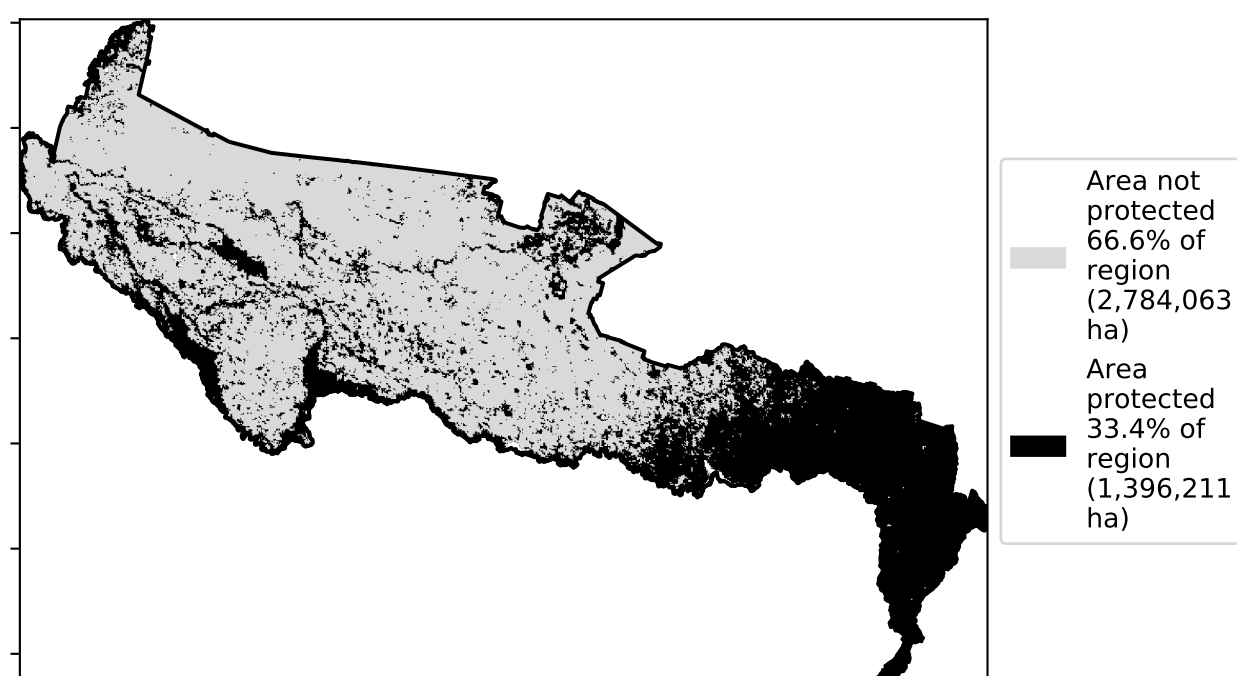 Area not
protected
66.6% of
region
(2,784,063
ha)
Area
protected
33.4% of
region
(1,396,211
ha)